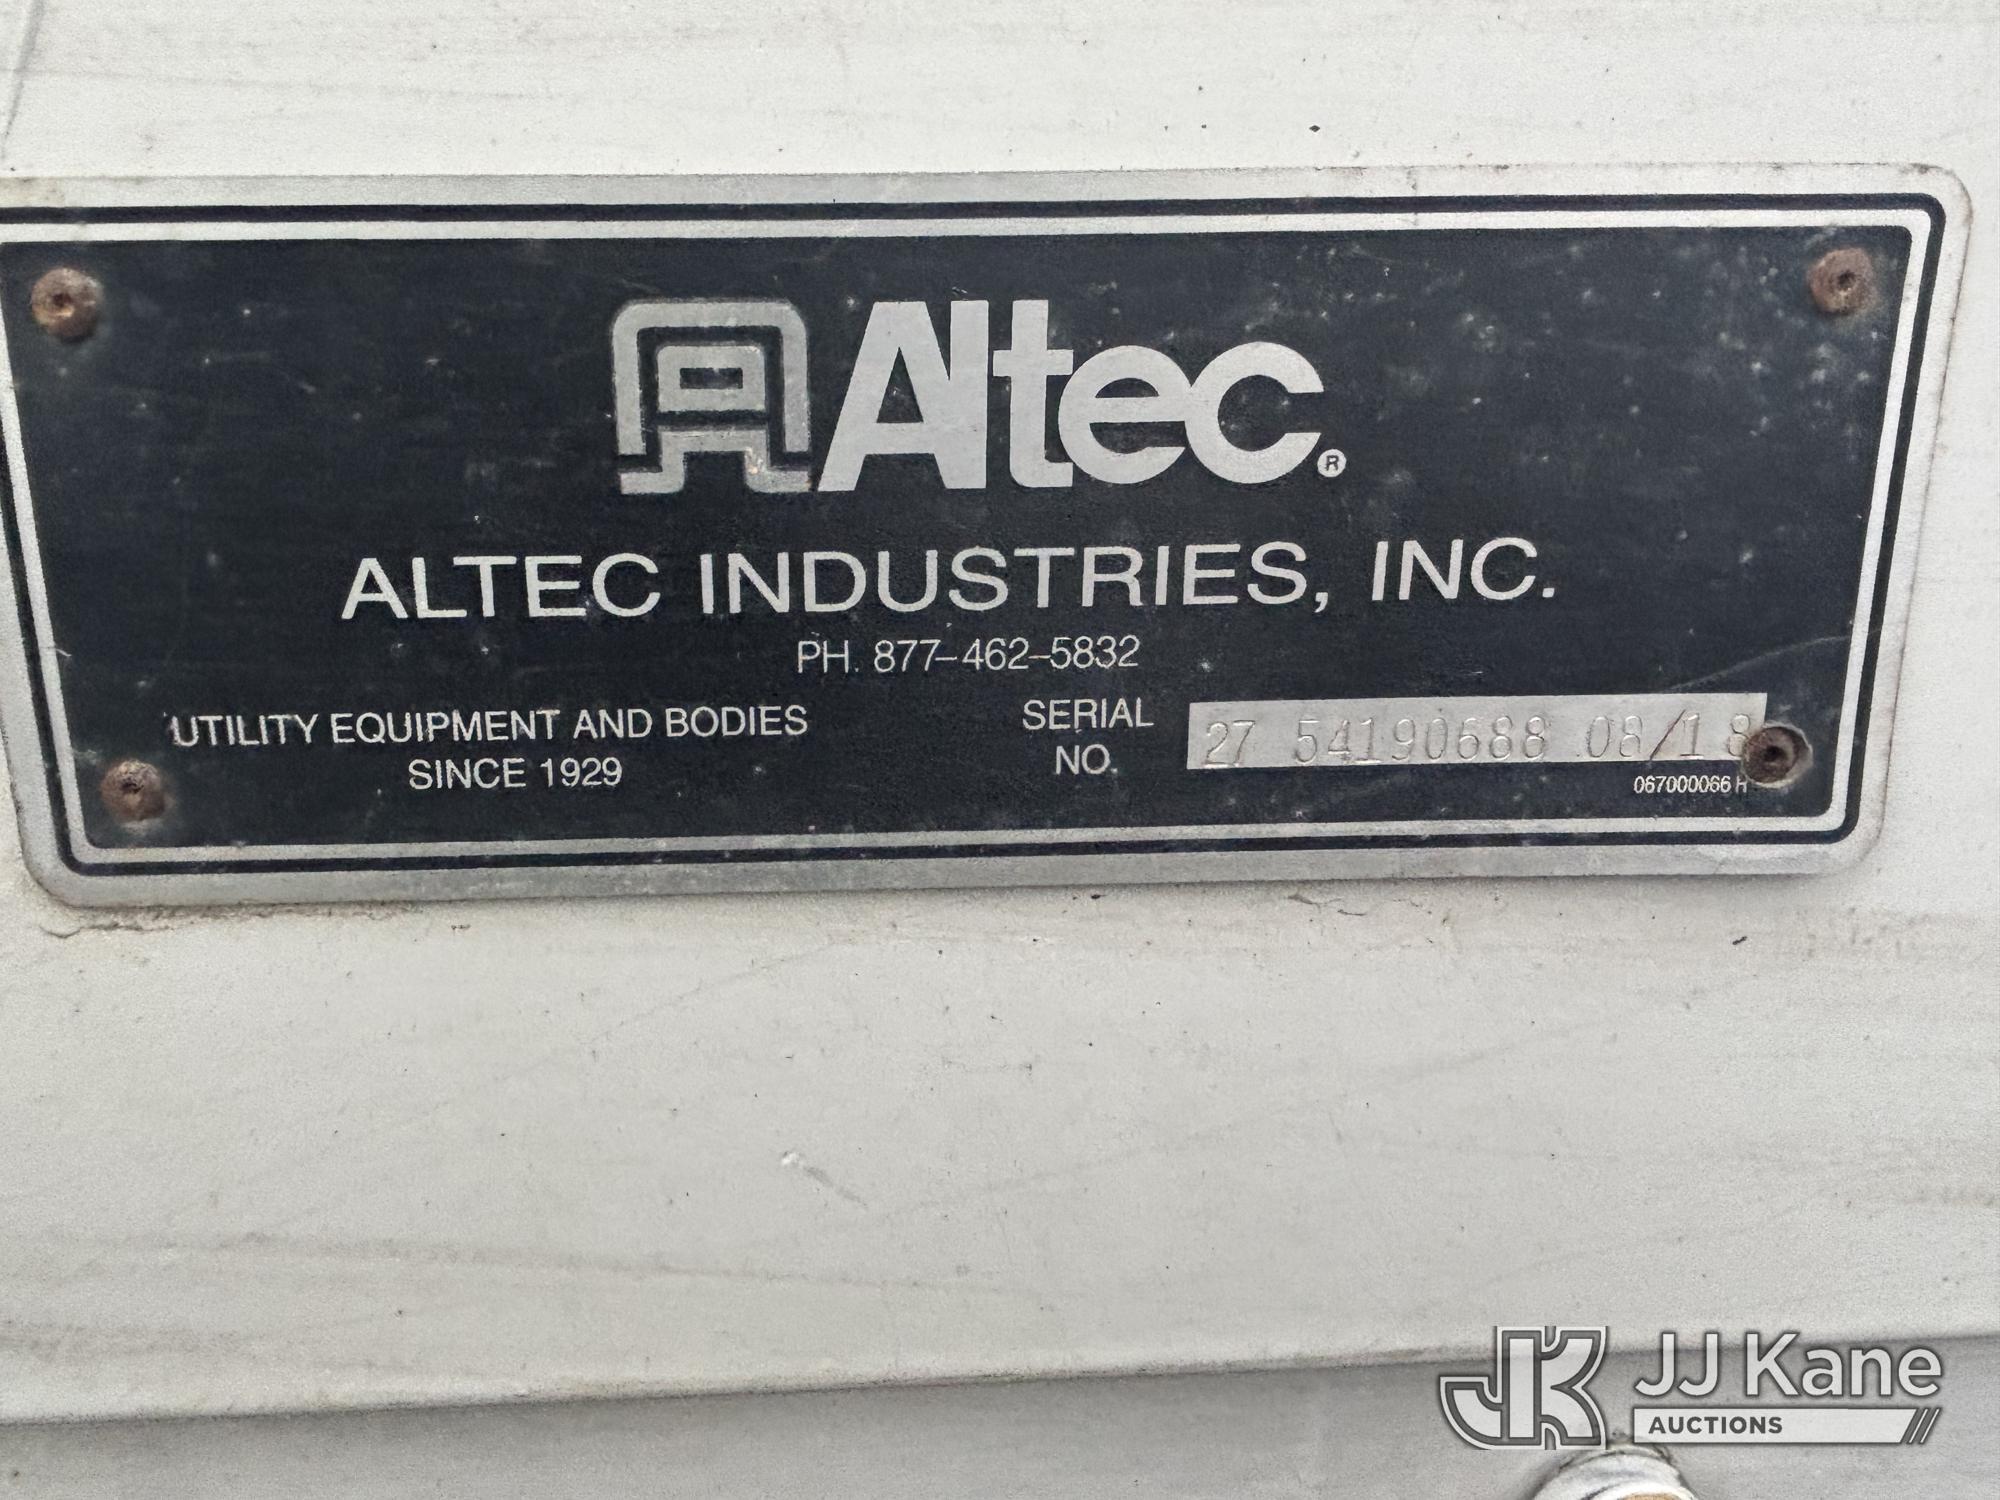 Altec®
ALTEC INDUSTRIES, INC.
PH. 877-462-5832
UTILITY EQUIPMENT AND BODIES
SINCE 1929
SERIAL
NO.
27 54190688 08/18
067000066 H
JK JJ Kane
AUCTIONS